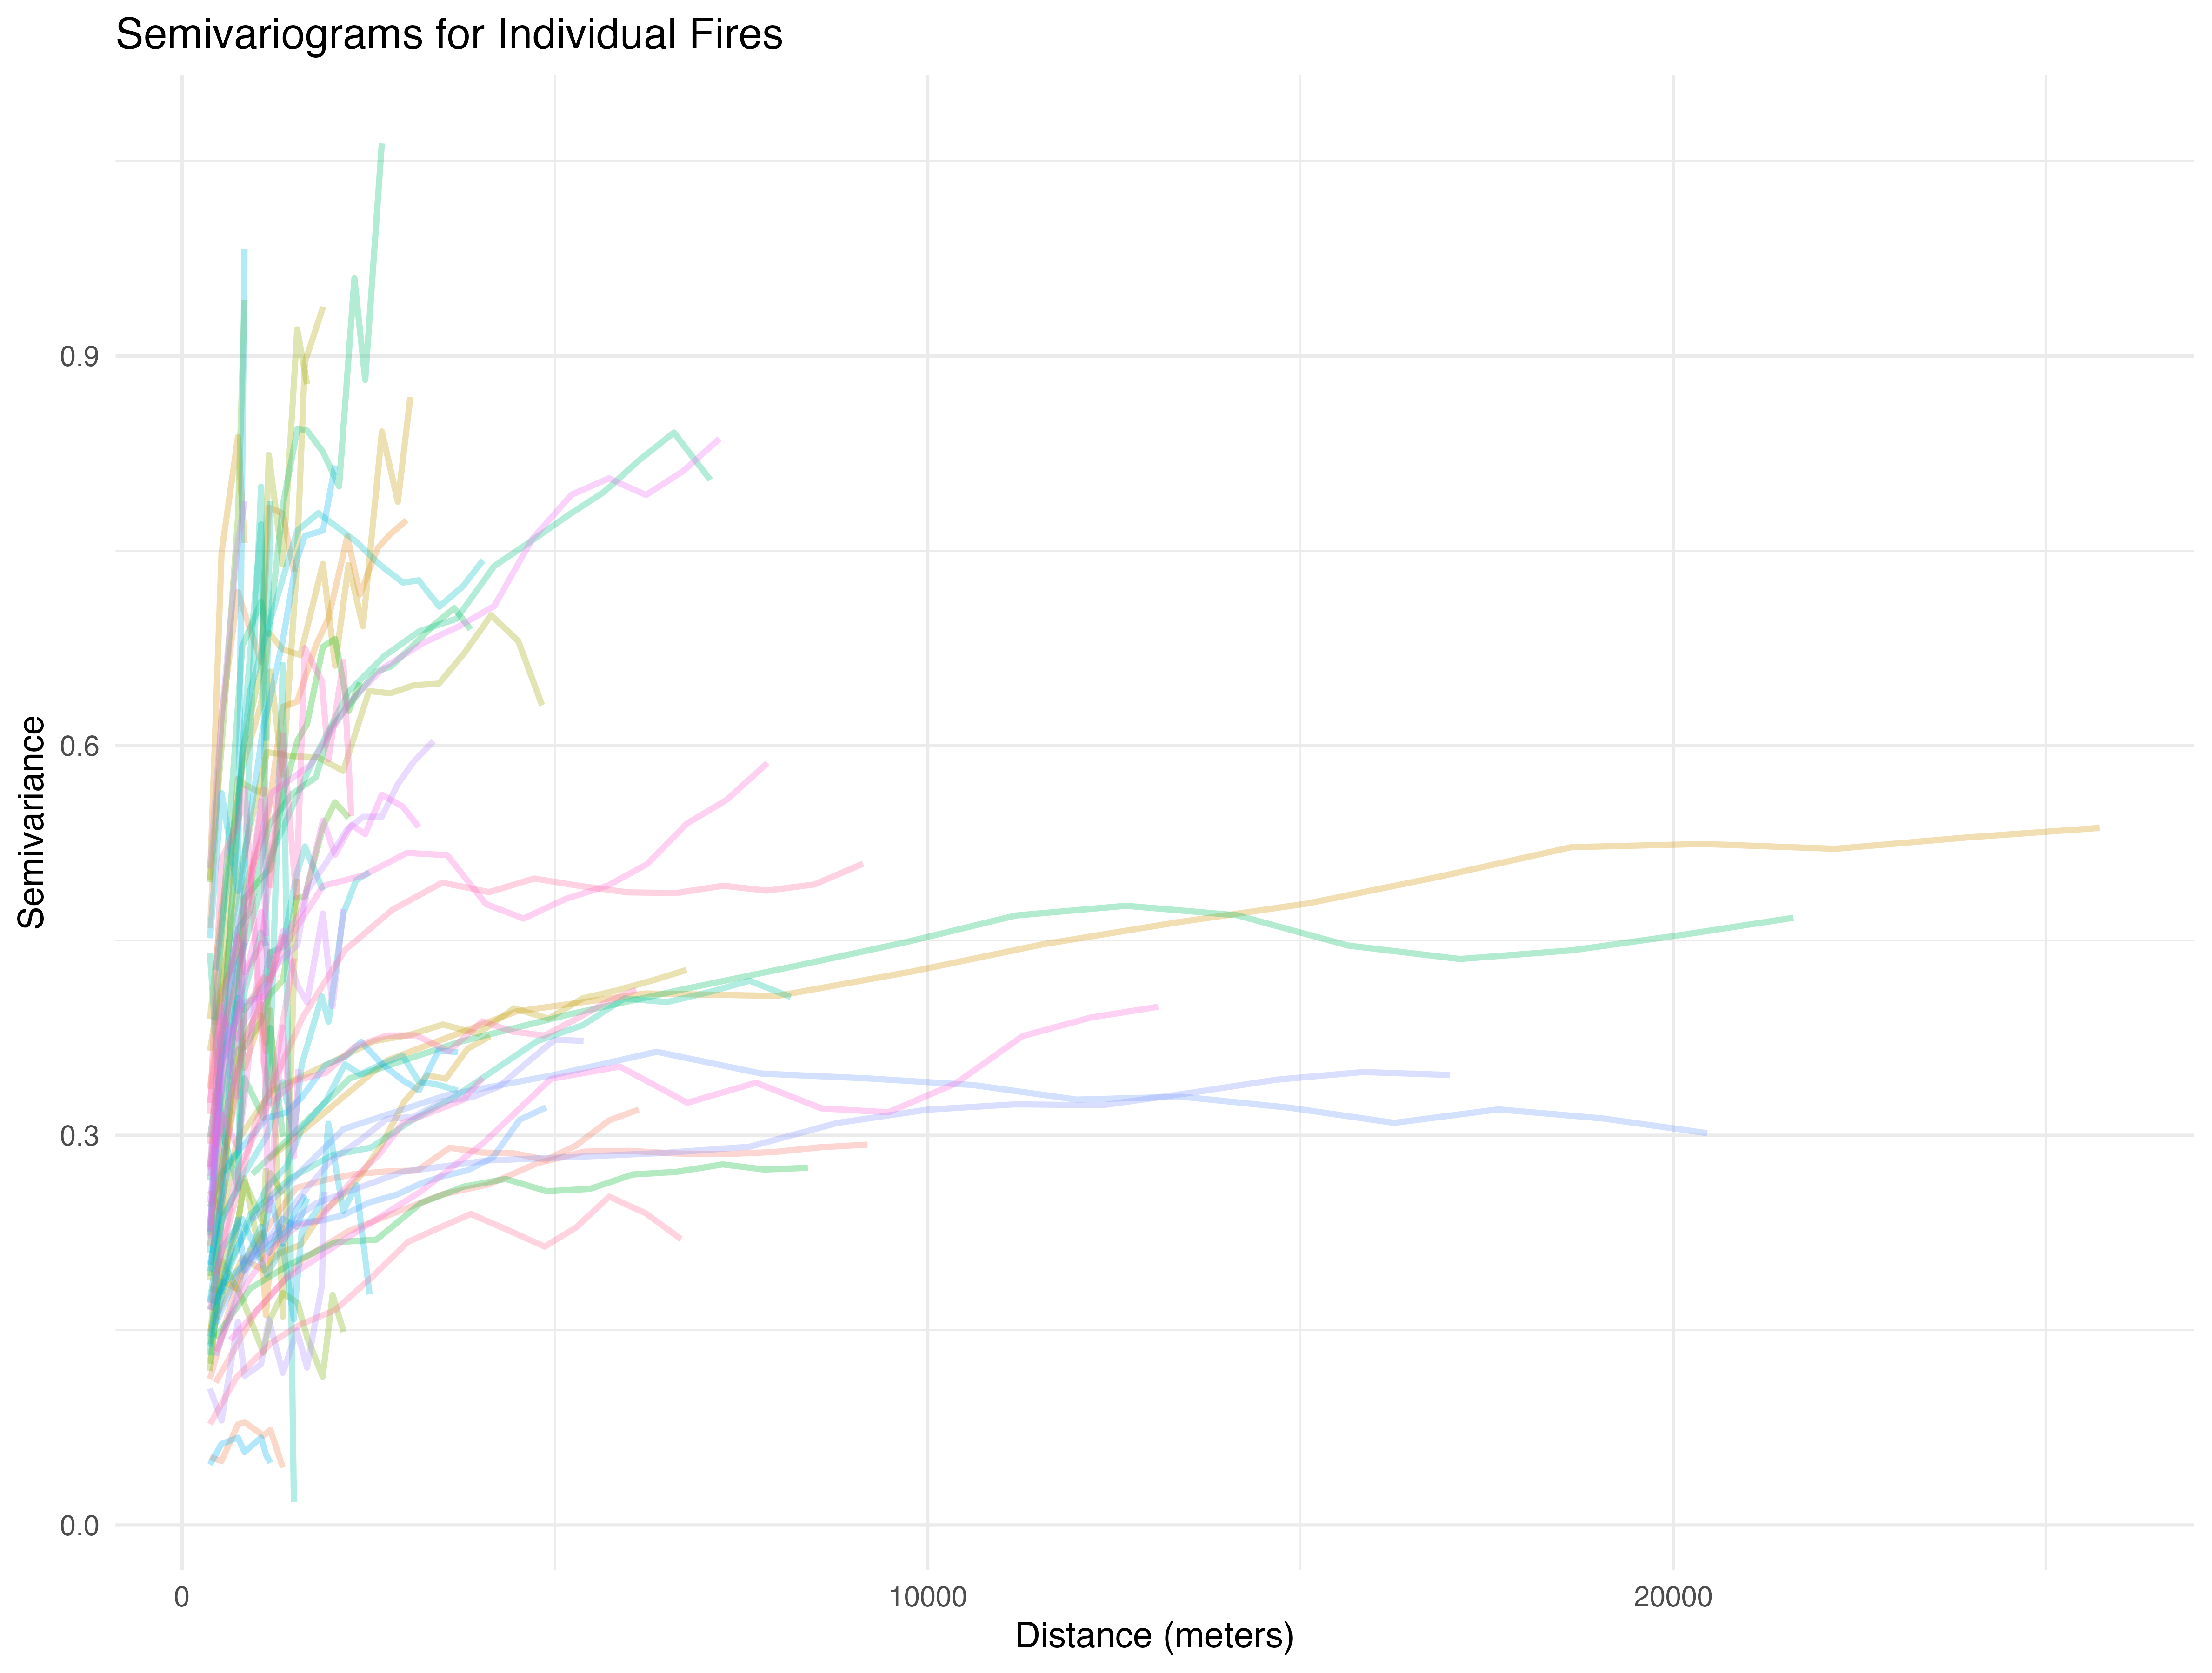 Semivariograms for Individual Fires
Semivariance
0.9
0.6
0.3
0.0
0
10000
20000
Distance (meters)